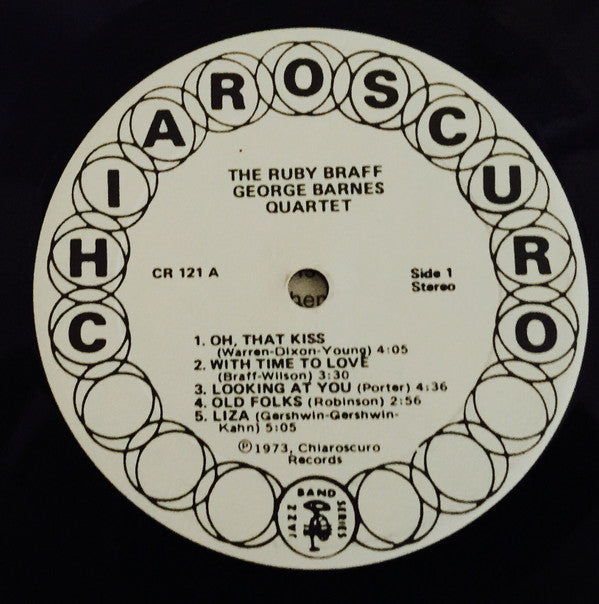 CHIAROSCURO
THE RUBY BRAFF
GEORGE BARNES
QUARTET
CR 121 A
Side 1
Stereo
1. OH, THAT KISS
(Warren-Dixon-Young) 4:05
2. WITH TIME TO LOVE
(Braff-Wilson) 3:30
3. LOOKING AT YOU (Porter) 4:36
4. OLD FOLKS (Robinson) 2:56
5. LIZA (Gershwin-Gershwin-
Kahn) 5:05
℗1973, Chiaroscuro
Records
JAZZ BAND SERIES